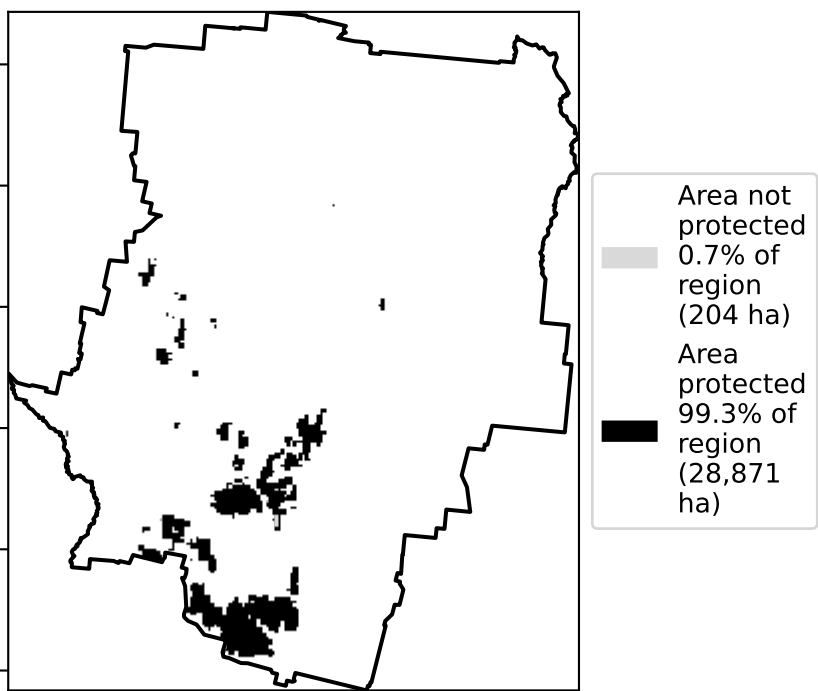 Area not
protected
0.7% of
region
(204 ha)
Area
protected
99.3% of
region
(28,871
ha)